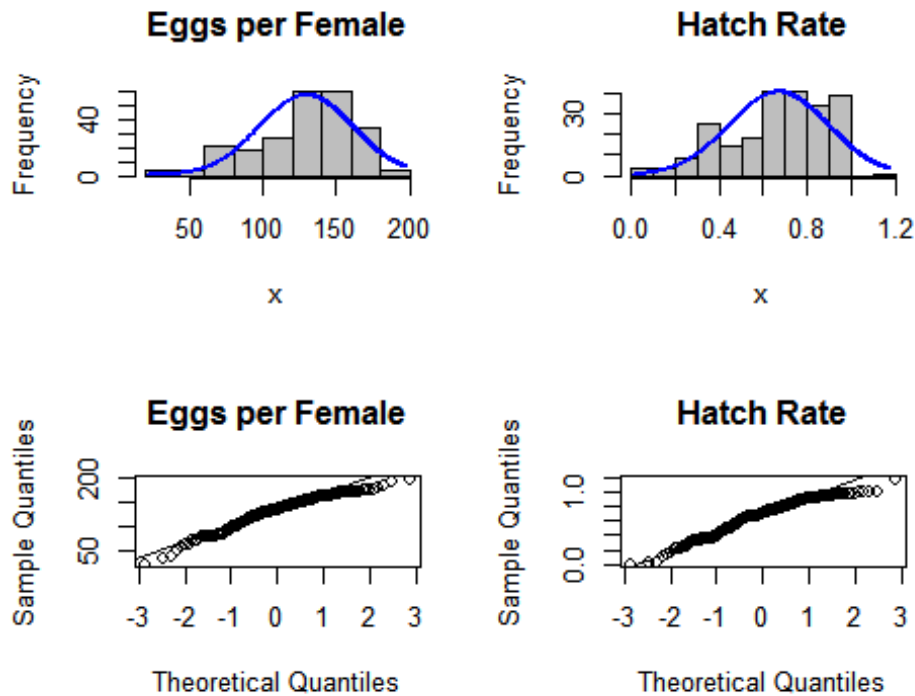 Eggs per Female
Frequency
0 40
50 100 150 200
x
Hatch Rate
Frequency
0 30
0.0 0.4 0.8 1.2
x
Eggs per Female
Sample Quantiles
50 200
-3 -2 -1 0 1 2 3
Theoretical Quantiles
Hatch Rate
Sample Quantiles
0.0 1.0
-3 -2 -1 0 1 2 3
Theoretical Quantiles